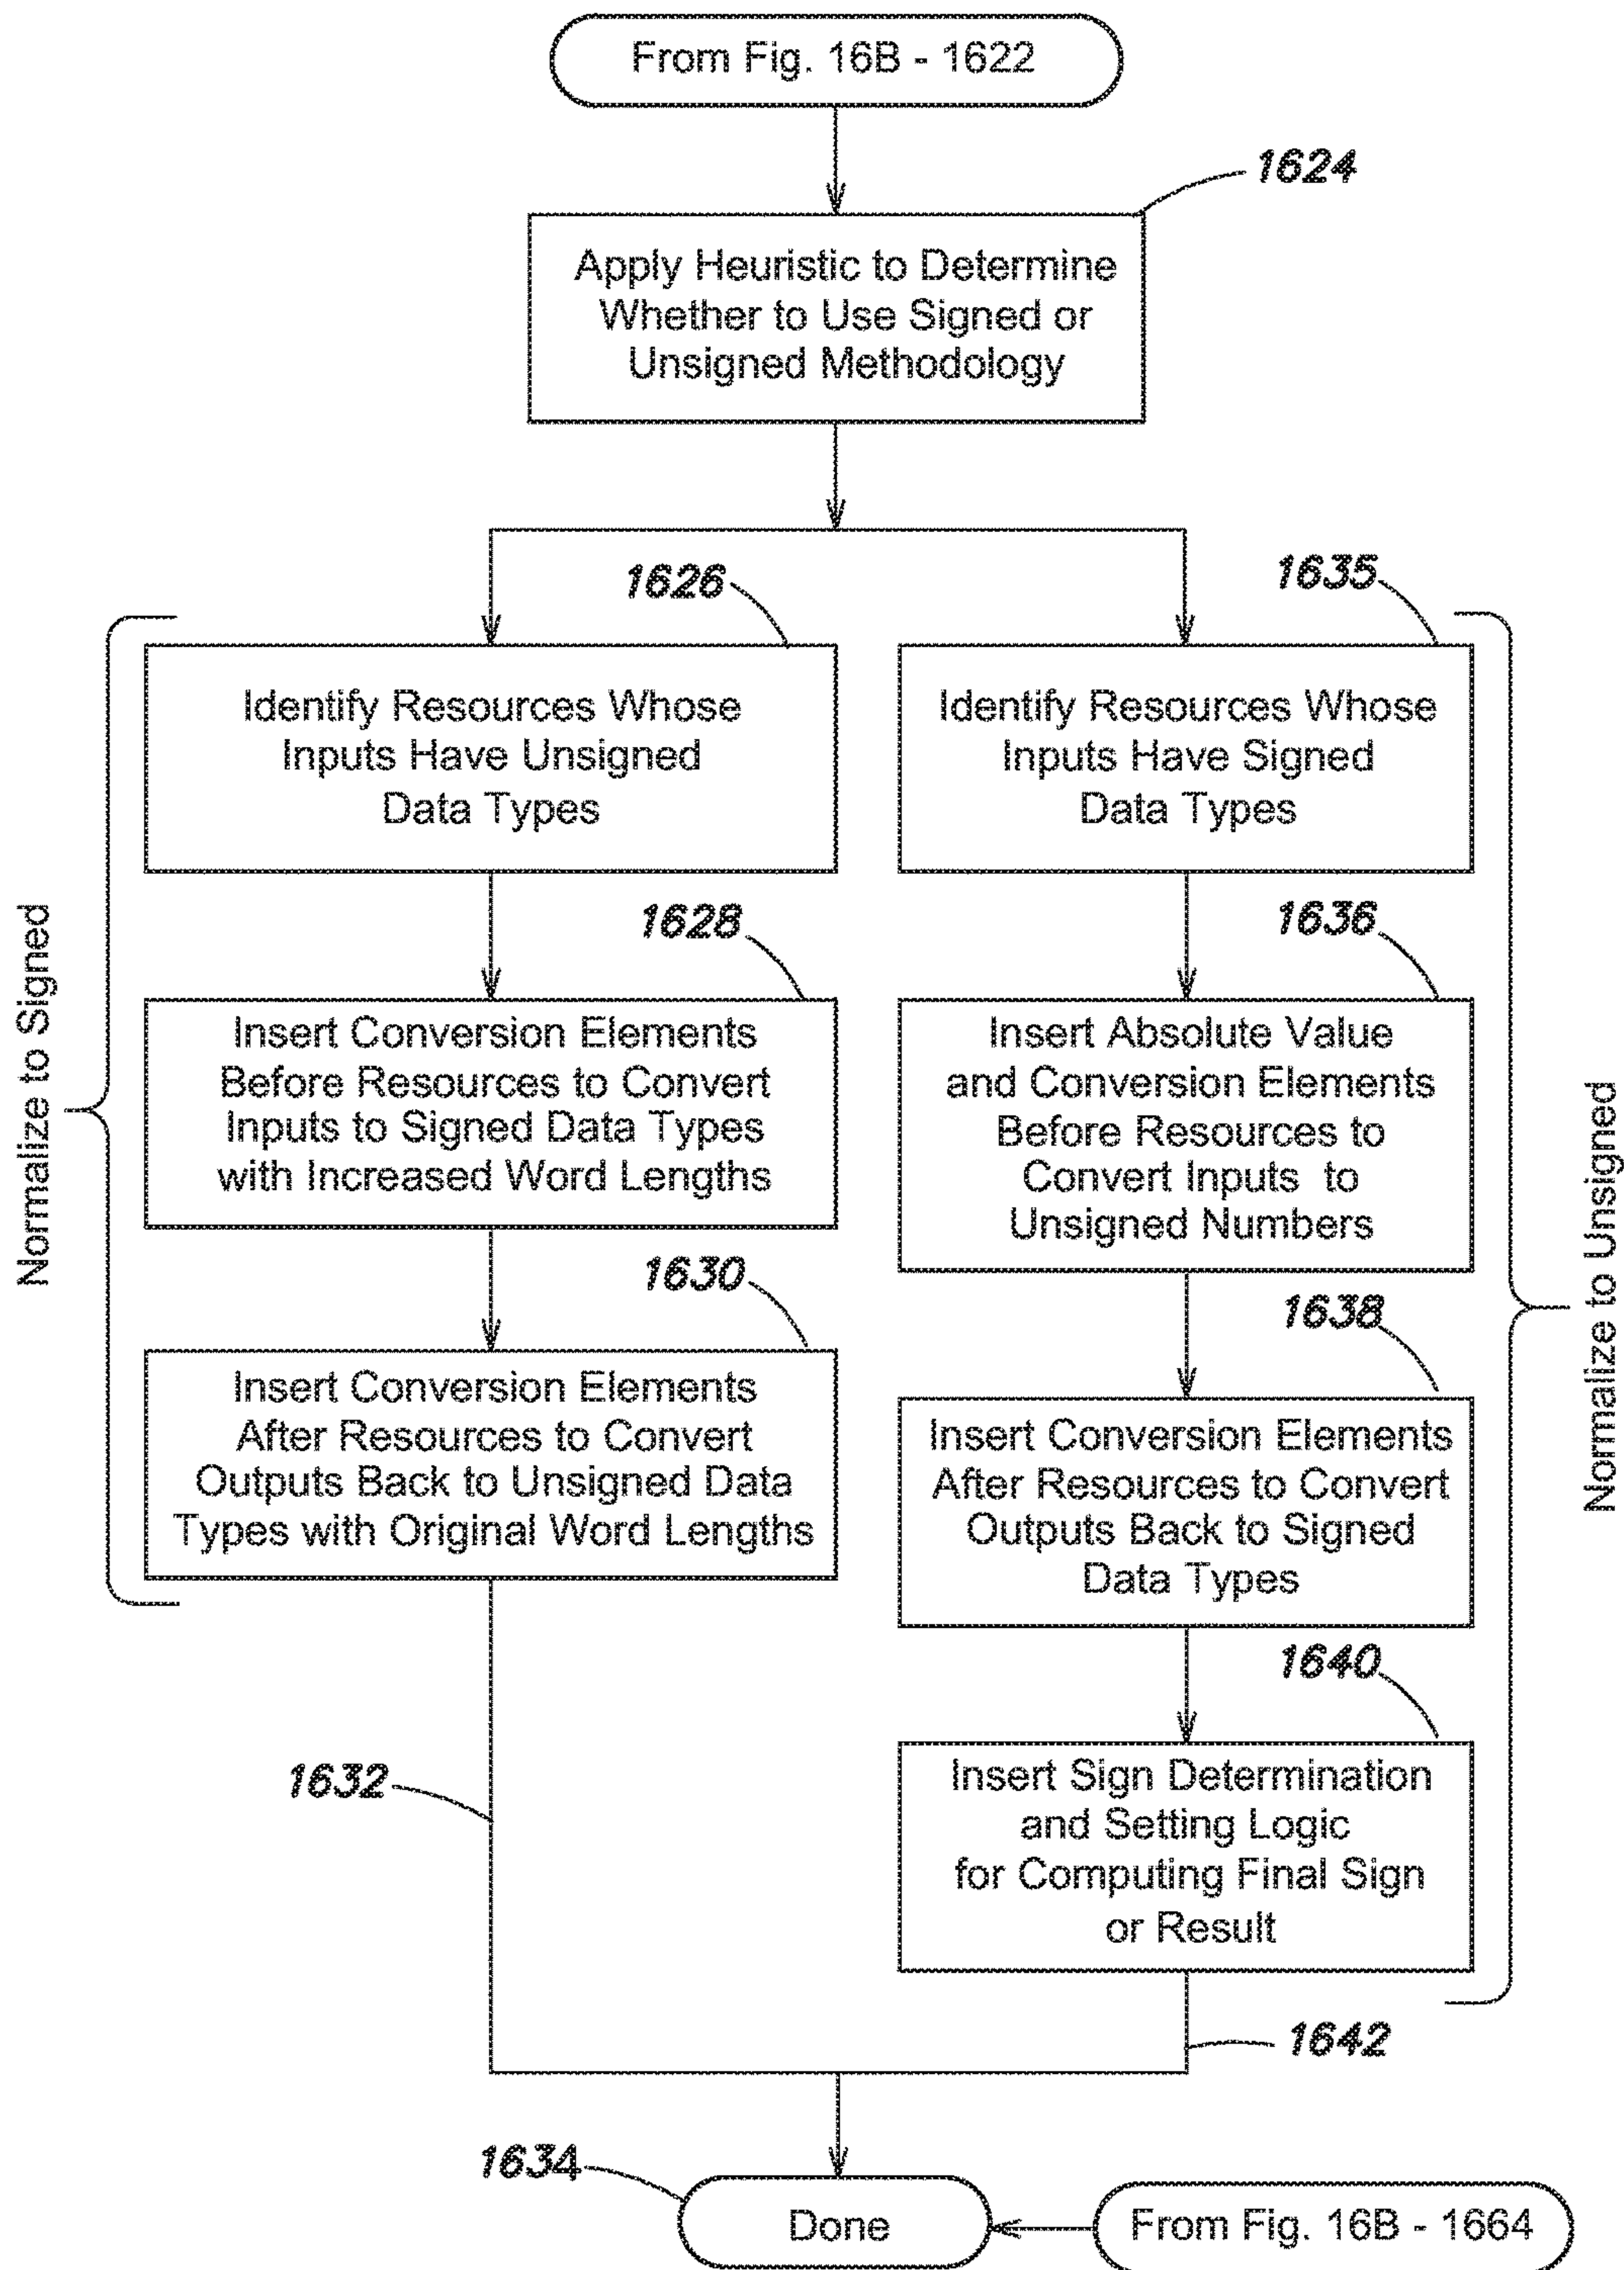 From Fig. 16B - 1622
1624
Apply Heuristic to Determine
Whether to Use Signed or
Unsigned Methodology
Normalize to Signed
1626
Identify Resources Whose
Inputs Have Unsigned
Data Types
1628
Insert Conversion Elements
Before Resources to Convert
Inputs to Signed Data Types
with Increased Word Lengths
1630
Insert Conversion Elements
After Resources to Convert
Outputs Back to Unsigned Data
Types with Original Word Lengths
1632
1635
Identify Resources Whose
Inputs Have Signed
Data Types
1636
Insert Absolute Value
and Conversion Elements
Before Resources to
Convert Inputs to
Unsigned Numbers
1638
Insert Conversion Elements
After Resources to Convert
Outputs Back to Signed
Data Types
1640
Insert Sign Determination
and Setting Logic
for Computing Final Sign
or Result
1642
Normalize to Unsigned
1634
Done
From Fig. 16B - 1664